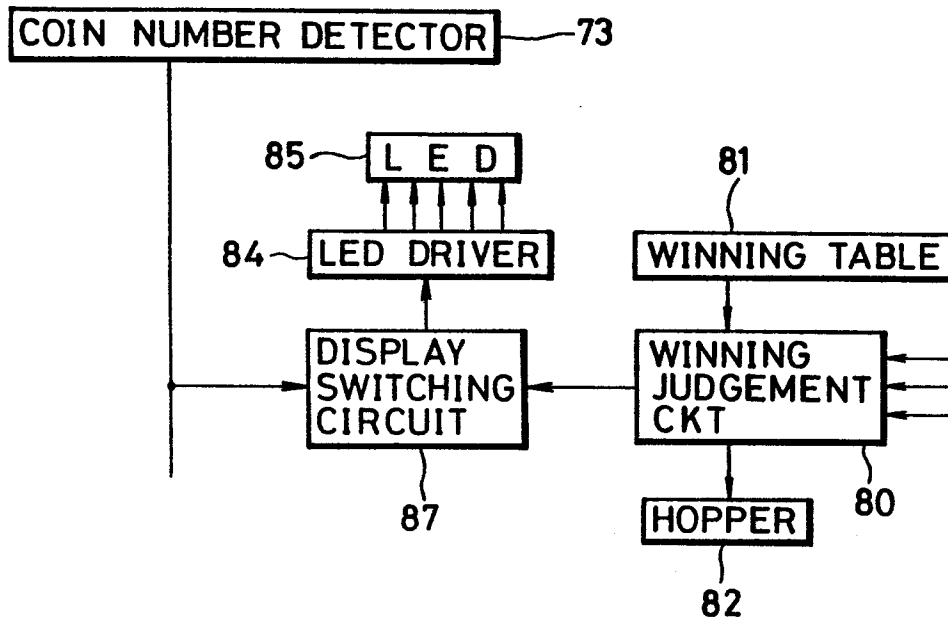 COIN NUMBER DETECTOR 73
85 LED
81
84 LED DRIVER
WINNING TABLE
DISPLAY
SWITCHING
CIRCUIT
WINNING
JUDGEMENT
CKT
87
80
HOPPER
82